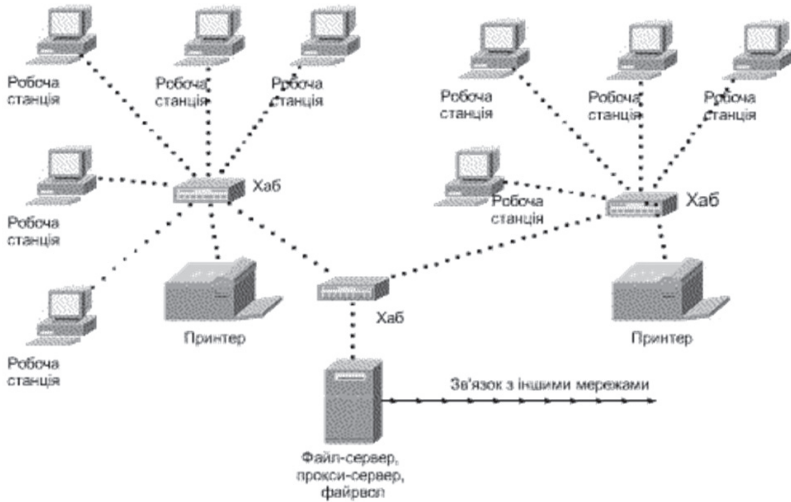 Робоча
станція
Робоча
станція
Робоча
станція
Робоча
станція
Робоча
станція
Робоча
станція
Робоча
станція
Хаб
Робоча
станція
Хаб
Робоча
станція
Хаб
Принтер
Принтер
Робоча
станція
Зв'язок з іншими мережами
Файл-сервер,
прокси-сервер,
файрвол